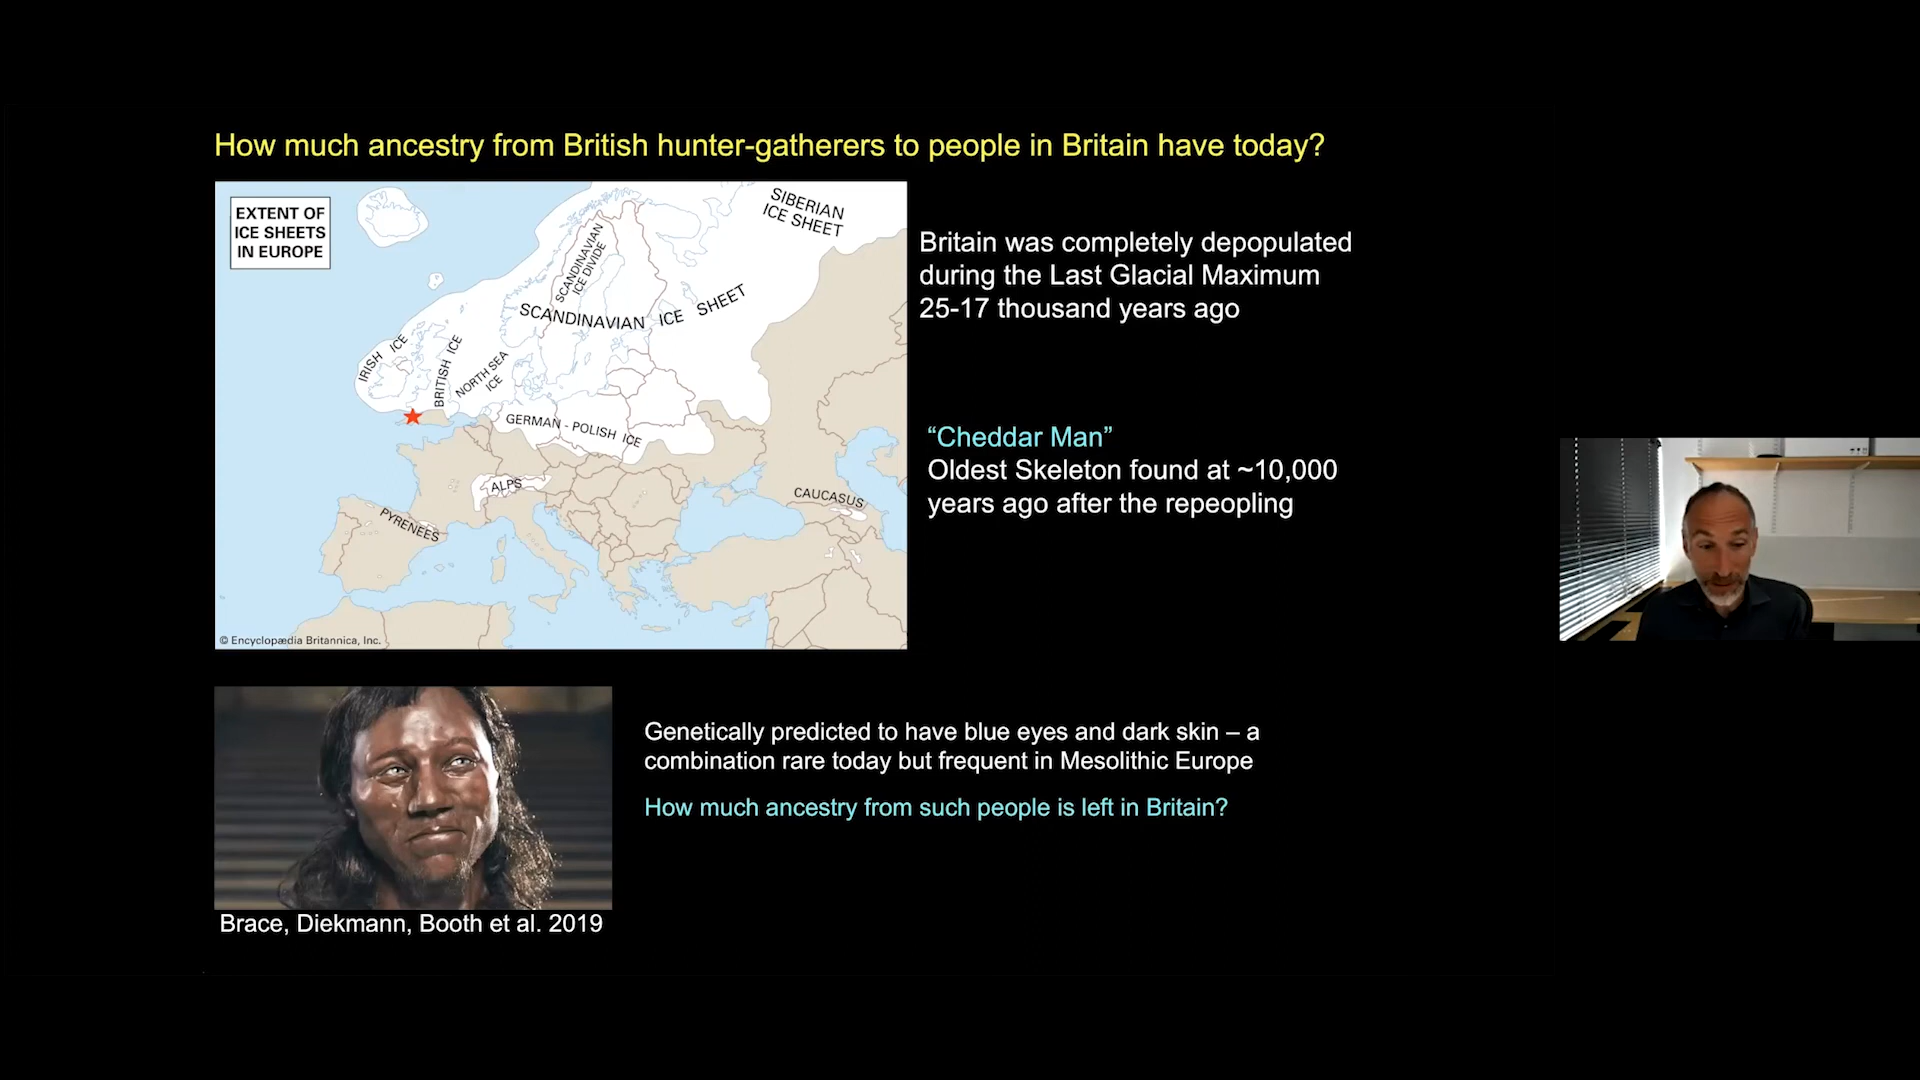 How much ancestry from British hunter-gatherers to people in Britain have today?
EXTENT OF
ICE SHEETS
IN EUROPE
SIBERIAN
ICE SHEET
SCANDINAVIAN
ICE DIVIDE
SCANDINAVIAN ICE SHEET
IRISH ICE
BRITISH ICE
NORTH SEA
ICE
GERMAN - POLISH ICE
ALPS
PYRENEES
CAUCASUS
© Encyclopædia Britannica, Inc.
Britain was completely depopulated
during the Last Glacial Maximum
25-17 thousand years ago
“Cheddar Man”
Oldest Skeleton found at ~10,000
years ago after the repeopling
Genetically predicted to have blue eyes and dark skin – a
combination rare today but frequent in Mesolithic Europe
How much ancestry from such people is left in Britain?
Brace, Diekmann, Booth et al. 2019